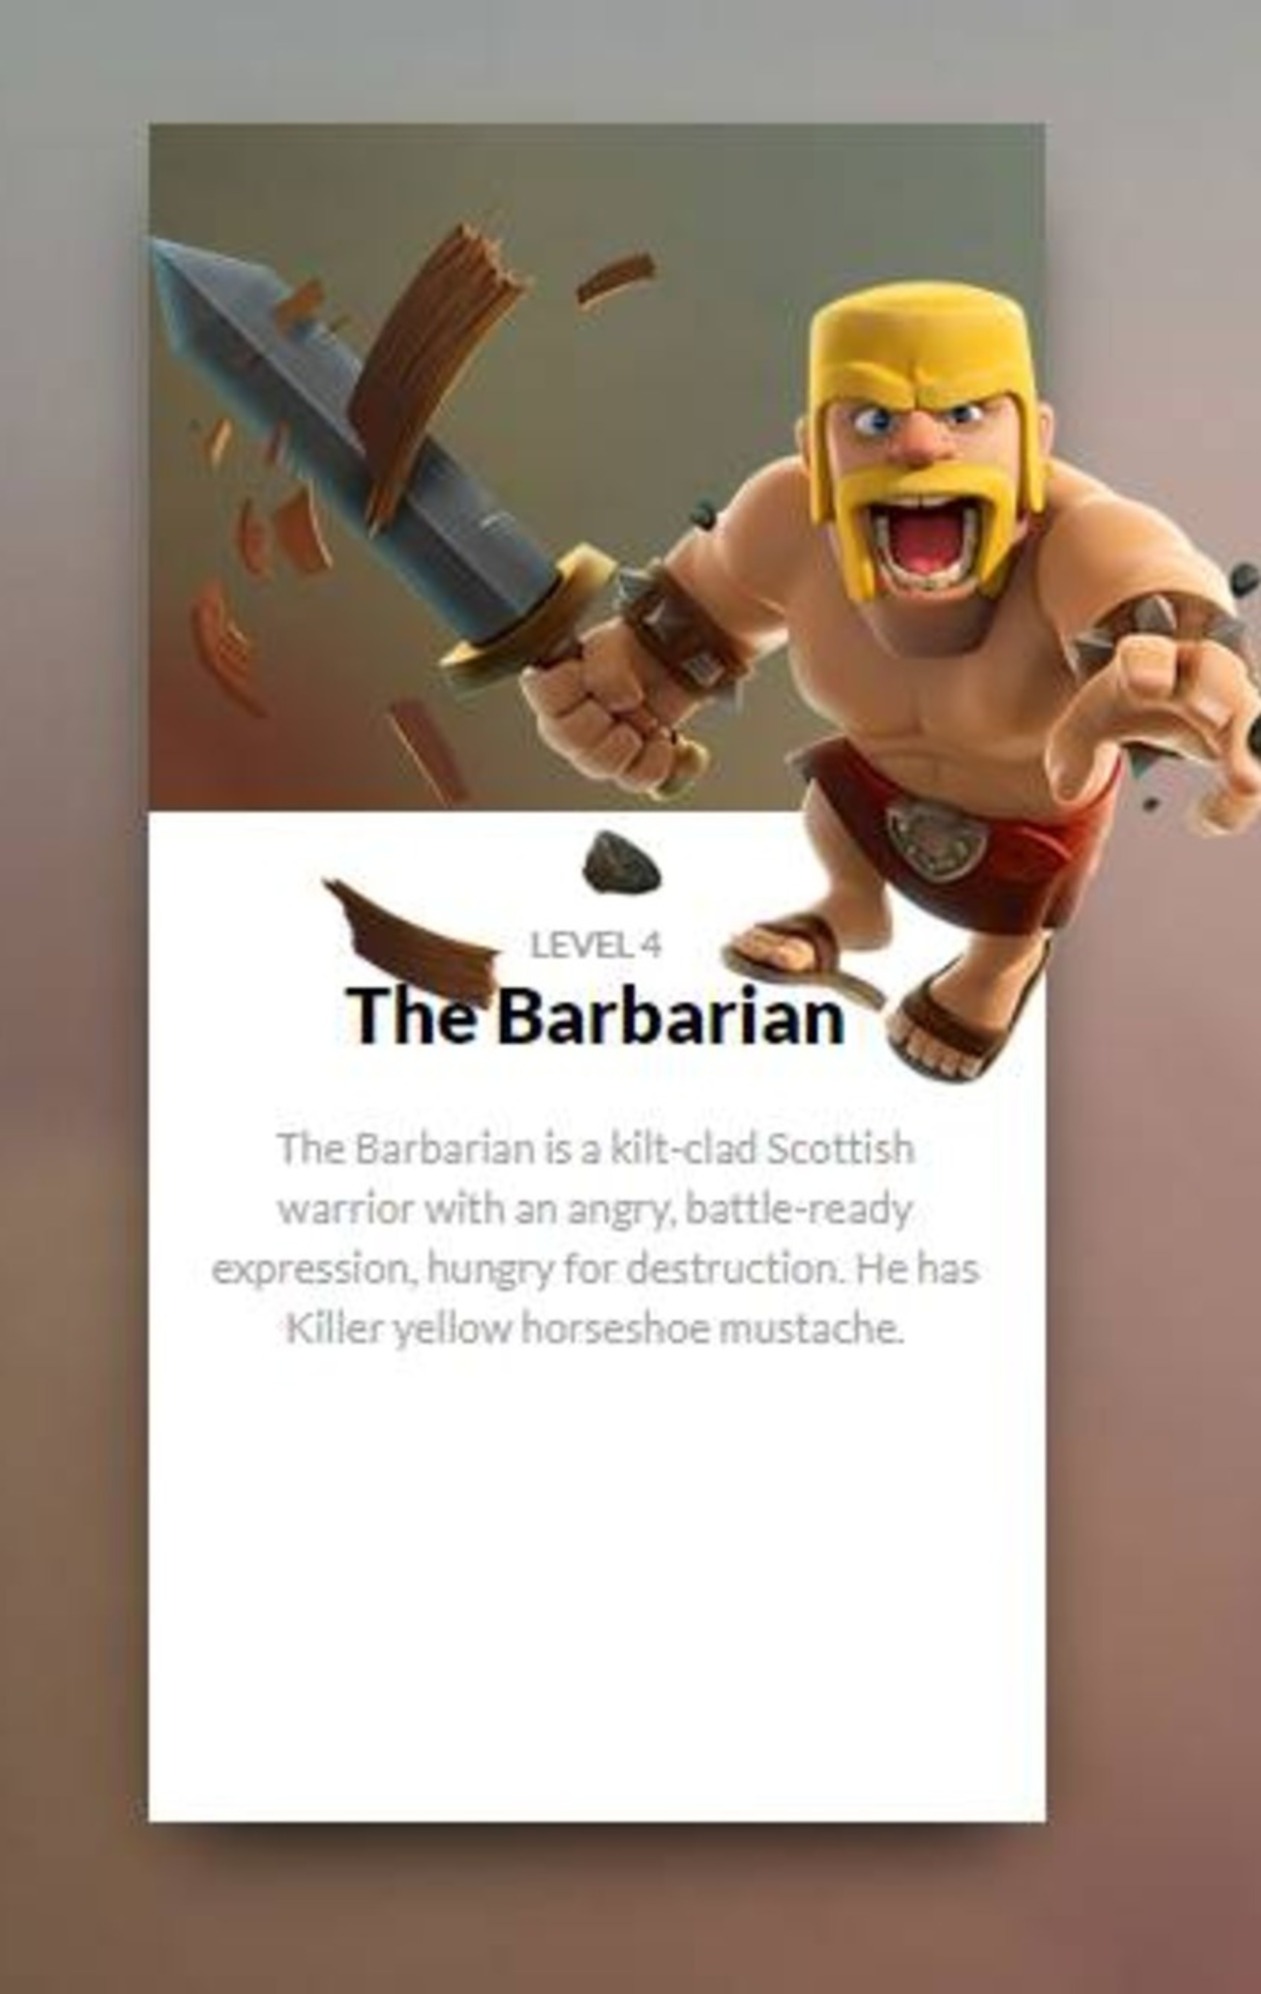 LEVEL 4
The Barbarian
The Barbarian is a kilt-clad Scottish
warrior with an angry, battle-ready
expression, hungry for destruction. He has
Killer yellow horseshoe mustache.